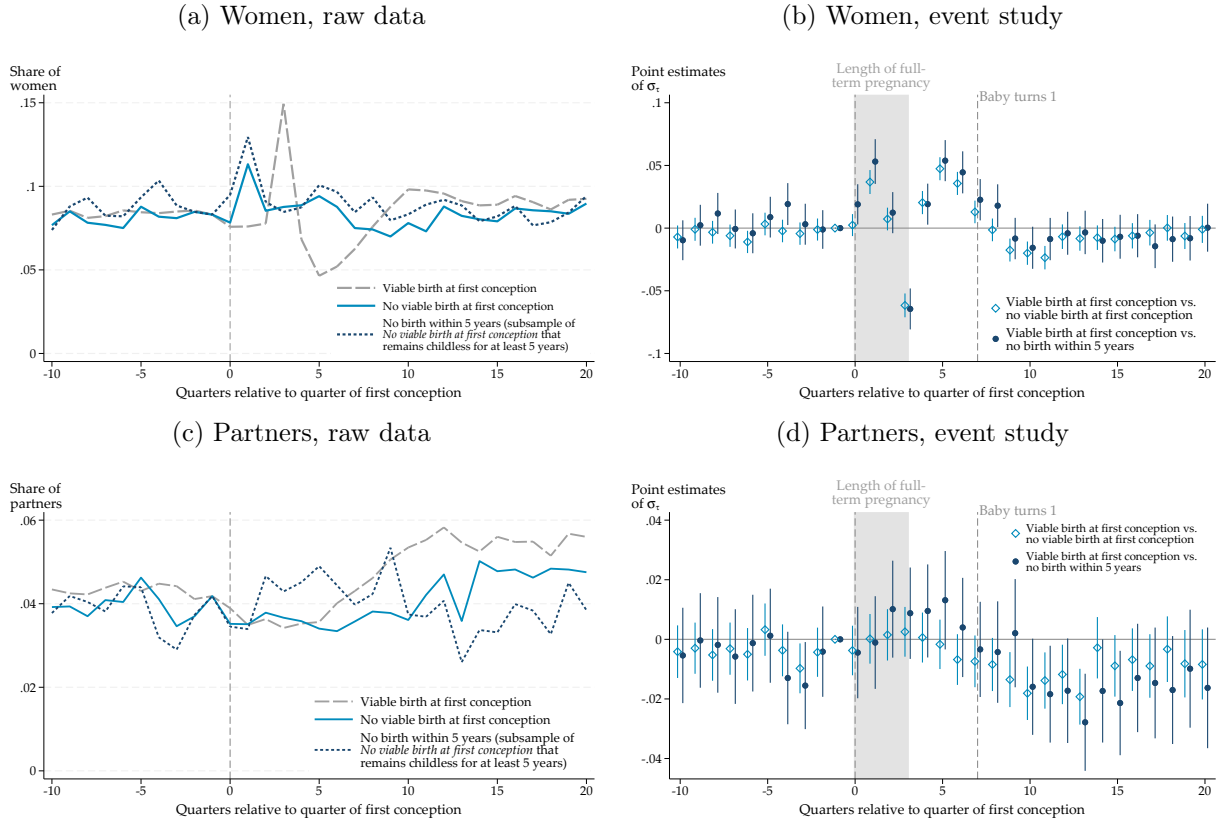 (a) Women, raw data
Share of
women
.15
.1
.05
0
Viable birth at first conception
No viable birth at first conception
No birth within 5 years (subsample of
No viable birth at first conception that
remains childless for at least 5 years)
-10 -5 0 5 10 15 20
Quarters relative to quarter of first conception
(b) Women, event study
Point estimates
of στ
Length of full-
term pregnancy
Baby turns 1
.1
.05
0
-.05
-.1
Viable birth at first conception vs.
no viable birth at first conception
Viable birth at first conception vs.
no birth within 5 years
-10 -5 0 5 10 15 20
Quarters relative to quarter of first conception
(c) Partners, raw data
Share of
partners
.06
.04
.02
0
Viable birth at first conception
No viable birth at first conception
No birth within 5 years (subsample of
No viable birth at first conception that
remains childless for at least 5 years)
-10 -5 0 5 10 15 20
Quarters relative to quarter of first conception
(d) Partners, event study
Point estimates
of στ
Length of full-
term pregnancy
Baby turns 1
.04
.02
0
-.02
-.04
Viable birth at first conception vs.
no viable birth at first conception
Viable birth at first conception vs.
no birth within 5 years
-10 -5 0 5 10 15 20
Quarters relative to quarter of first conception